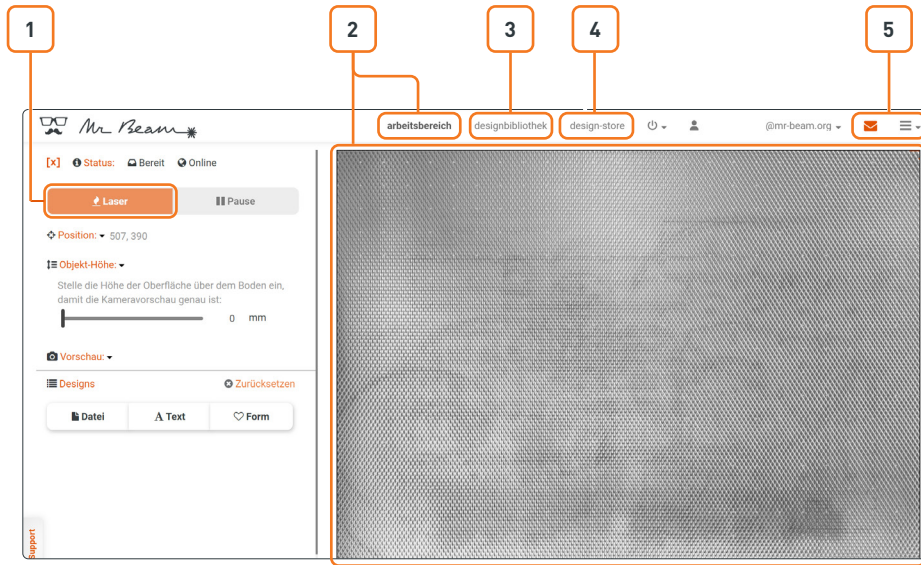 1
2
3
4
5
Mr Beam
arbeitsbereich
designbibliothek
design-store
@mr-beam.org
[x] Status: Bereit Online
Laser
Pause
Position: 507, 390
Objekt-Höhe:
Stelle die Höhe der Oberfläche über dem Boden ein,
damit die Kameravorschau genau ist:
0 mm
Vorschau:
Designs
Zurücksetzen
Datei
Text
Form
Support